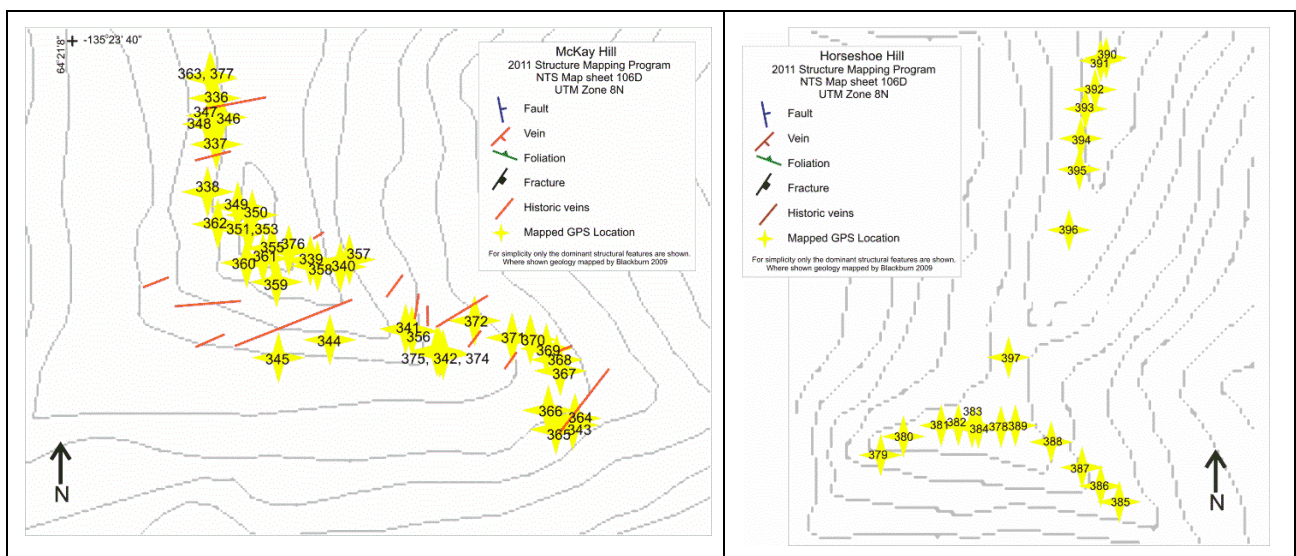 64°21'8"
-135°23' 40"
McKay Hill
2011 Structure Mapping Program
NTS Map sheet 106D
UTM Zone 8N
Fault
Vein
Foliation
Fracture
Historic veins
Mapped GPS Location
For simplicity only the dominant structural features are shown.
Where shown geology mapped by Blackburn 2009
363, 377
336
347
346
348
337
338
349
350
362
351,353
355
376
357
361
339
360
358
340
359
372
341
356
371
370
344
369
345
375, 342, 374
368
367
366
364
365
343
N
Horseshoe Hill
2011 Structure Mapping Program
NTS Map sheet 106D
UTM Zone 8N
Fault
Vein
Foliation
Fracture
Historic veins
Mapped GPS Location
For simplicity only the dominant structural features are shown.
Where shown geology mapped by Blackburn 2009
390
391
392
393
394
395
396
397
383
381
382
384
378
389
380
388
379
387
386
385
N